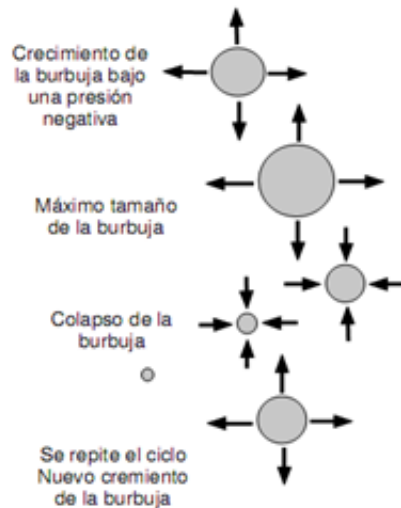 Crecimiento de
la burbuja bajo
una presión
negativa
Máximo tamaño
de la burbuja
Colapso de la
burbuja
Se repite el ciclo
Nuevo cremiento
de la burbuja